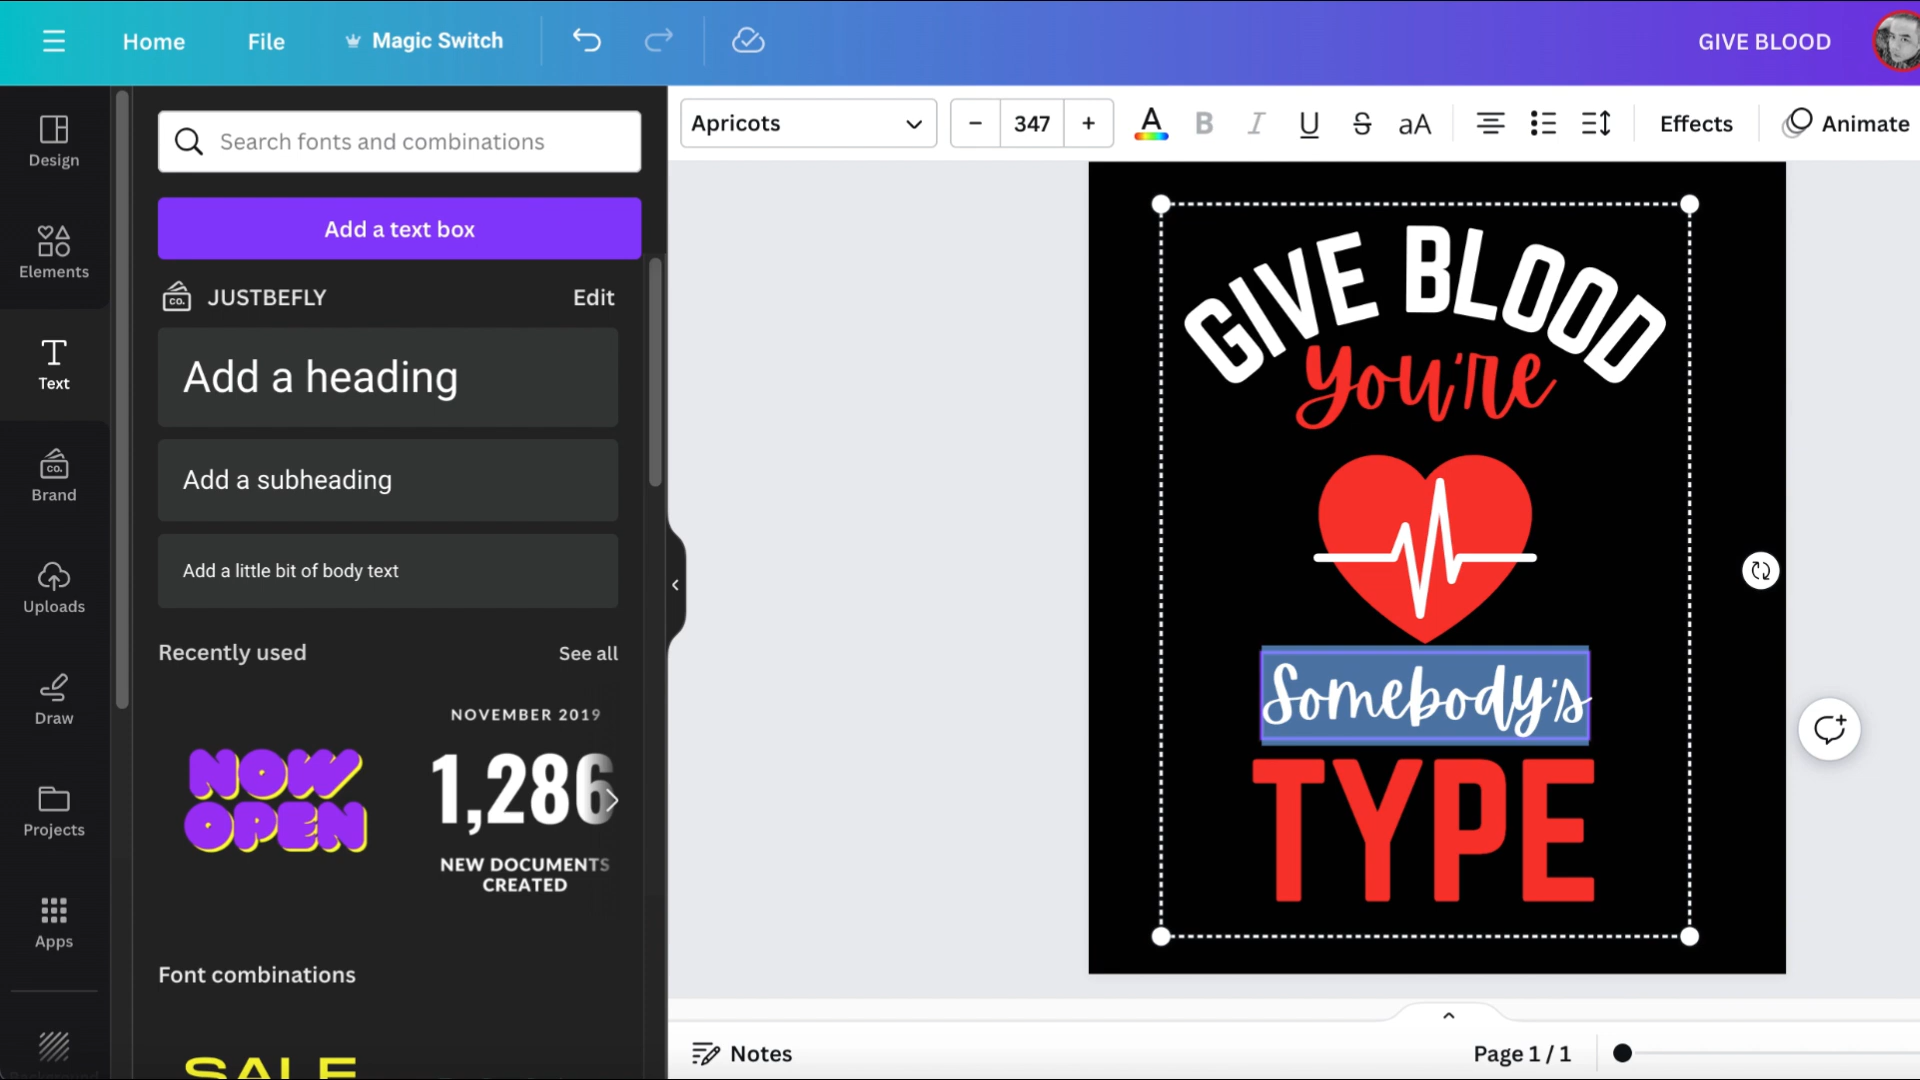 Home File Magic Switch GIVE BLOOD
Design
Elements
Text
Brand
Uploads
Draw
Projects
Apps
Search fonts and combinations
Add a text box
co. JUSTBEFLY Edit
Add a heading
Add a subheading
Add a little bit of body text
Recently used See all
NOW
OPEN
NOVEMBER 2019
1,286
NEW DOCUMENTS
CREATED
Font combinations
SALE
Apricots − 347 + A B I U S aA Effects Animate
GIVE BLOOD
You're
Somebody's
TYPE
Notes Page 1 / 1